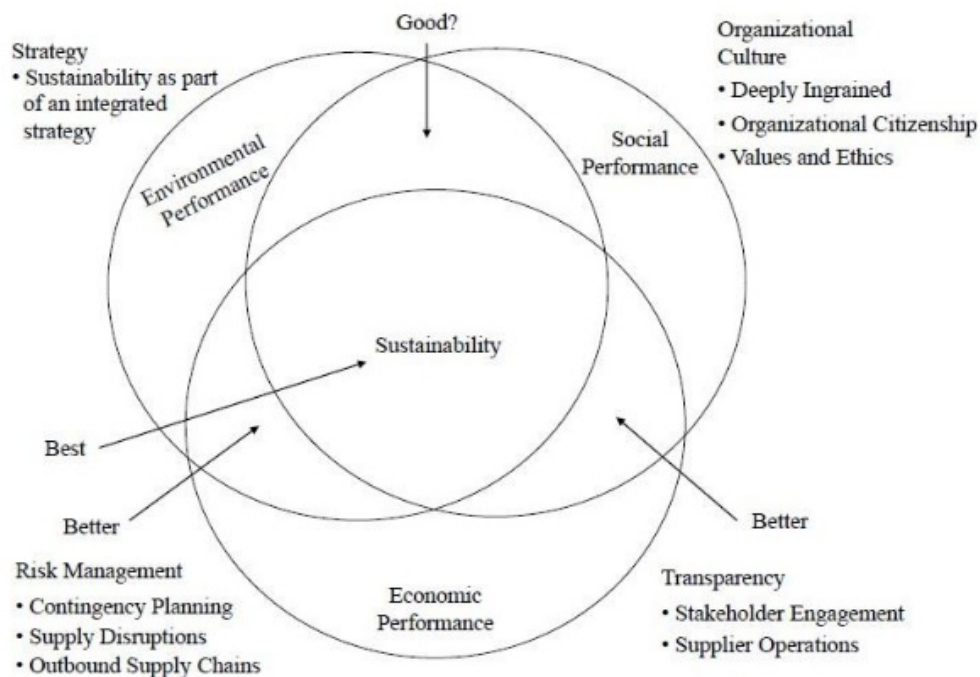 Good?
Strategy
• Sustainability as part
of an integrated
strategy
Organizational
Culture
• Deeply Ingrained
• Organizational Citizenship
• Values and Ethics
Environmental
Performance
Social
Performance
Sustainability
Best
Better
Better
Risk Management
• Contingency Planning
• Supply Disruptions
• Outbound Supply Chains
Economic
Performance
Transparency
• Stakeholder Engagement
• Supplier Operations